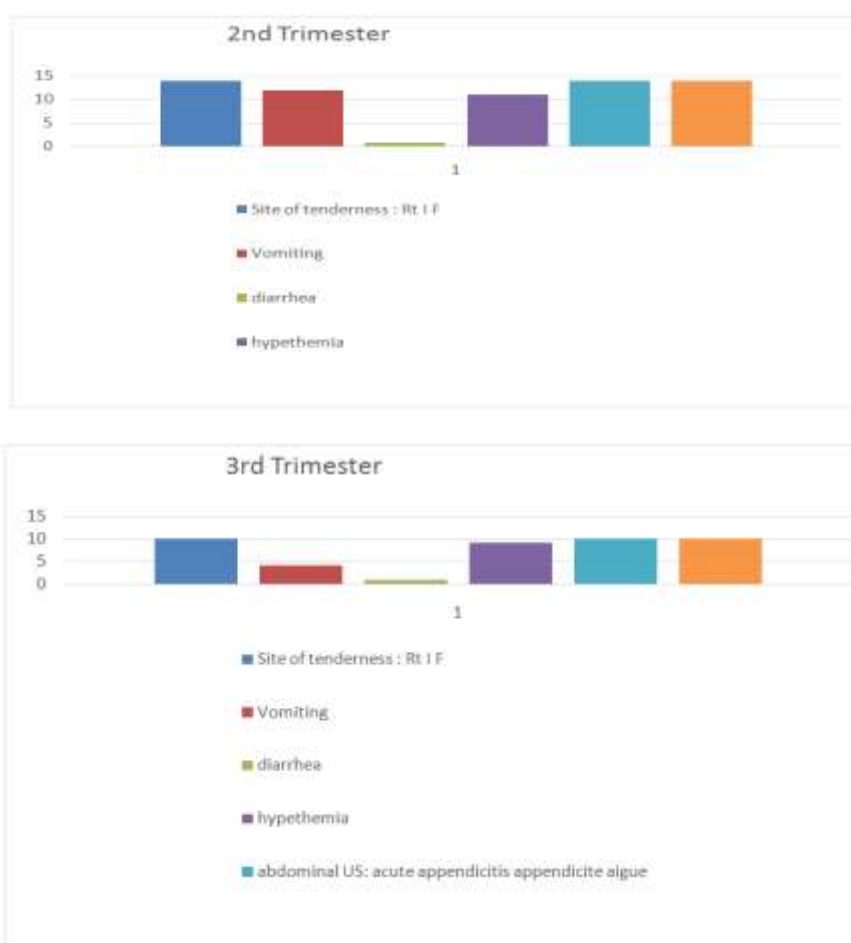 2nd Trimester
15
10
5
0
1
Site of tenderness : Rt I F
Vomiting
diarrhea
hypethemia
3rd Trimester
15
10
5
0
1
Site of tenderness : Rt I F
Vomiting
diarrhea
hypethemia
abdominal US: acute appendicitis appendicite aigue